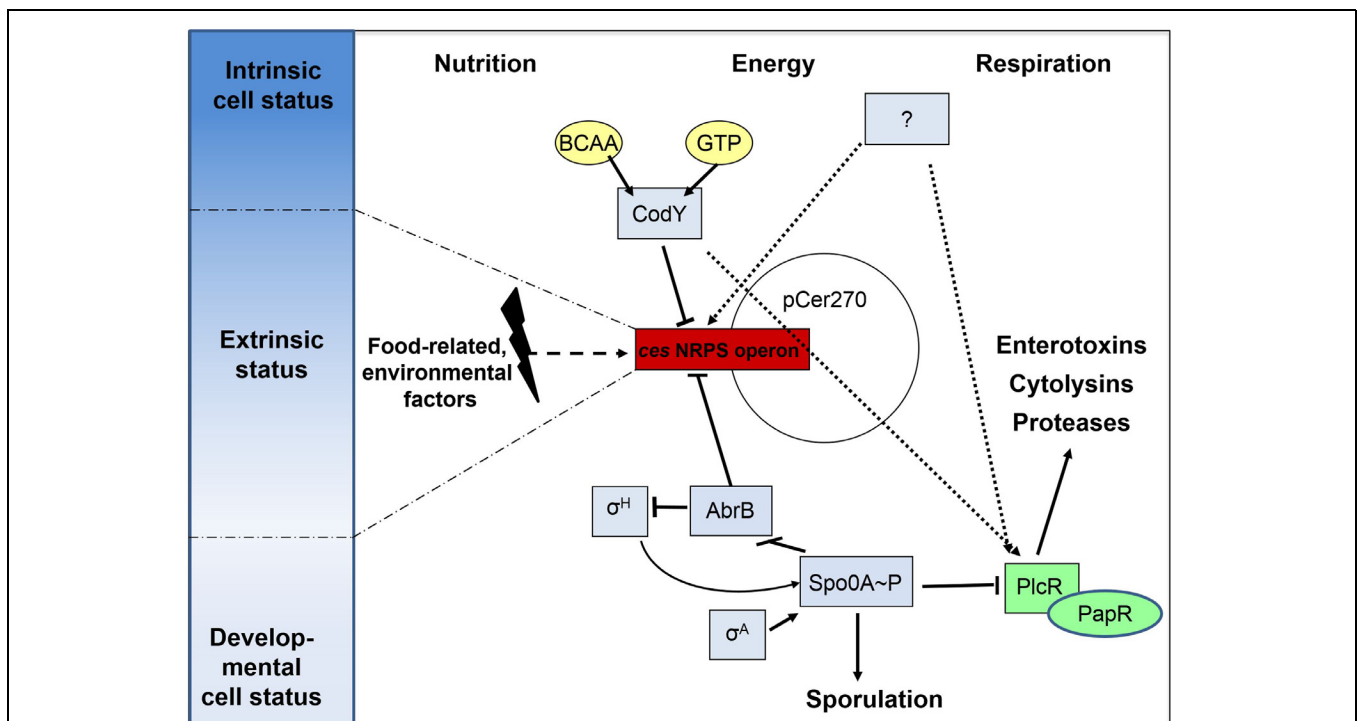 Intrinsic
cell status
Nutrition
Energy
Respiration
?
BCAA
GTP
CodY
pCer270
Extrinsic
status
Food-related,
environmental
factors
ces NRPS operon
Enterotoxins
Cytolysins
Proteases
σH
AbrB
Spo0A~P
PlcR
PapR
σA
Develop-
mental
cell status
Sporulation